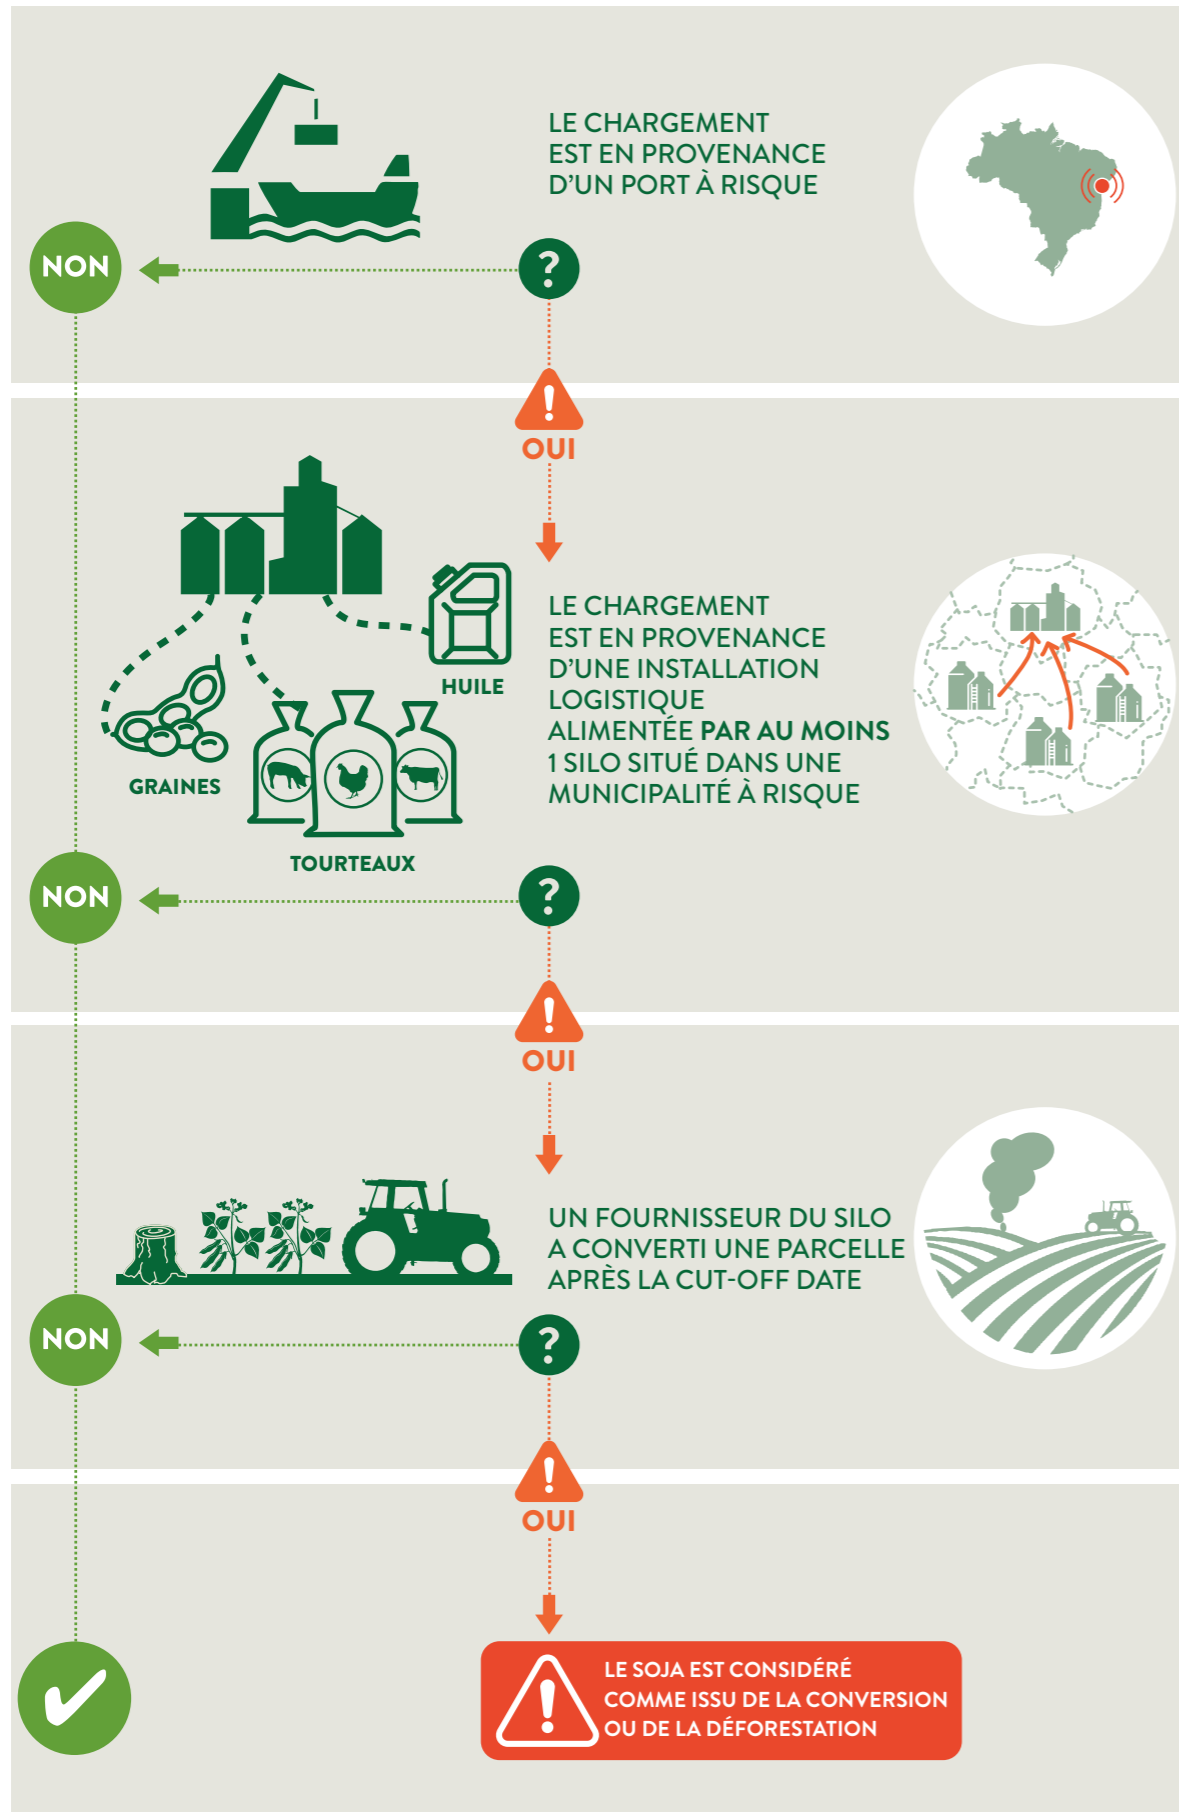 LE CHARGEMENT
EST EN PROVENANCE
D'UN PORT À RISQUE
NON
?
!
OUI
LE CHARGEMENT
EST EN PROVENANCE
D'UNE INSTALLATION
LOGISTIQUE
ALIMENTÉE PAR AU MOINS
1 SILO SITUÉ DANS UNE
MUNICIPALITÉ À RISQUE
HUILE
GRAINES
TOURTEAUX
NON
?
!
OUI
UN FOURNISSEUR DU SILO
A CONVERTI UNE PARCELLE
APRÈS LA CUT-OFF DATE
NON
?
!
OUI
!
LE SOJA EST CONSIDÉRÉ
COMME ISSU DE LA CONVERSION
OU DE LA DÉFORESTATION